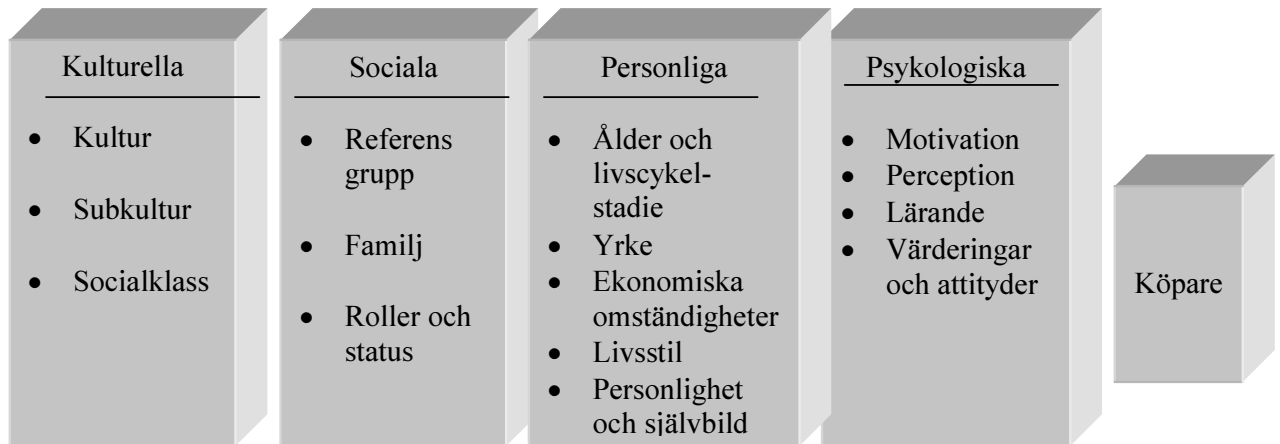 Kulturella
• Kultur
• Subkultur
• Socialklass
Sociala
• Referens
grupp
• Familj
• Roller och
status
Personliga
• Ålder och
livscykel-
stadie
• Yrke
• Ekonomiska
omständigheter
• Livsstil
• Personlighet
och självbild
Psykologiska
• Motivation
• Perception
• Lärande
• Värderingar
och attityder
Köpare